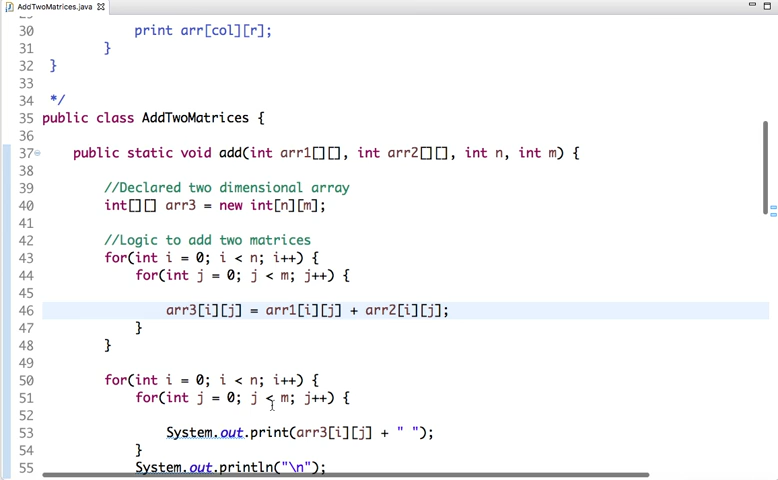 AddTwoMatrices.java
30 print arr[col][r];
31 }
32 }
33
34 */
35 public class AddTwoMatrices {
36
37 public static void add(int arr1[][], int arr2[][], int n, int m) {
38
39 //Declared two dimensional array
40 int[][] arr3 = new int[n][m];
41
42 //Logic to add two matrices
43 for(int i = 0; i < n; i++) {
44 for(int j = 0; j < m; j++) {
45
46 arr3[i][j] = arr1[i][j] + arr2[i][j];
47 }
48 }
49
50 for(int i = 0; i < n; i++) {
51 for(int j = 0; j < m; j++) {
52
53 System.out.print(arr3[i][j] + " ");
54 }
55 System.out.println("\n");